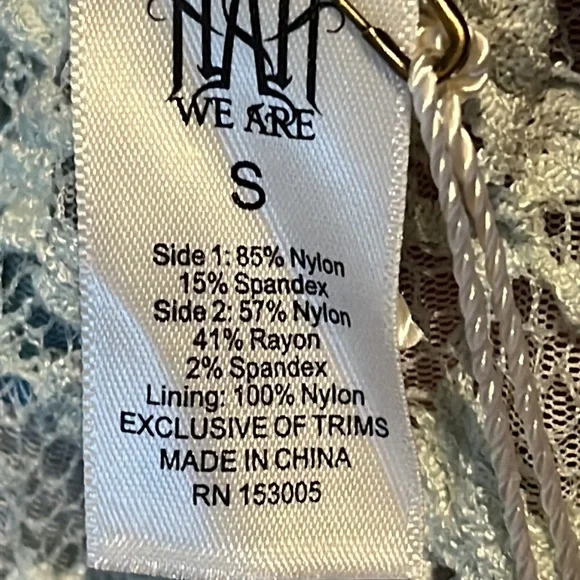 WE ARE
S
Side 1: 85% Nylon
15% Spandex
Side 2: 57% Nylon
41% Rayon
2% Spandex
Lining: 100% Nylon
EXCLUSIVE OF TRIMS
MADE IN CHINA
RN 153005